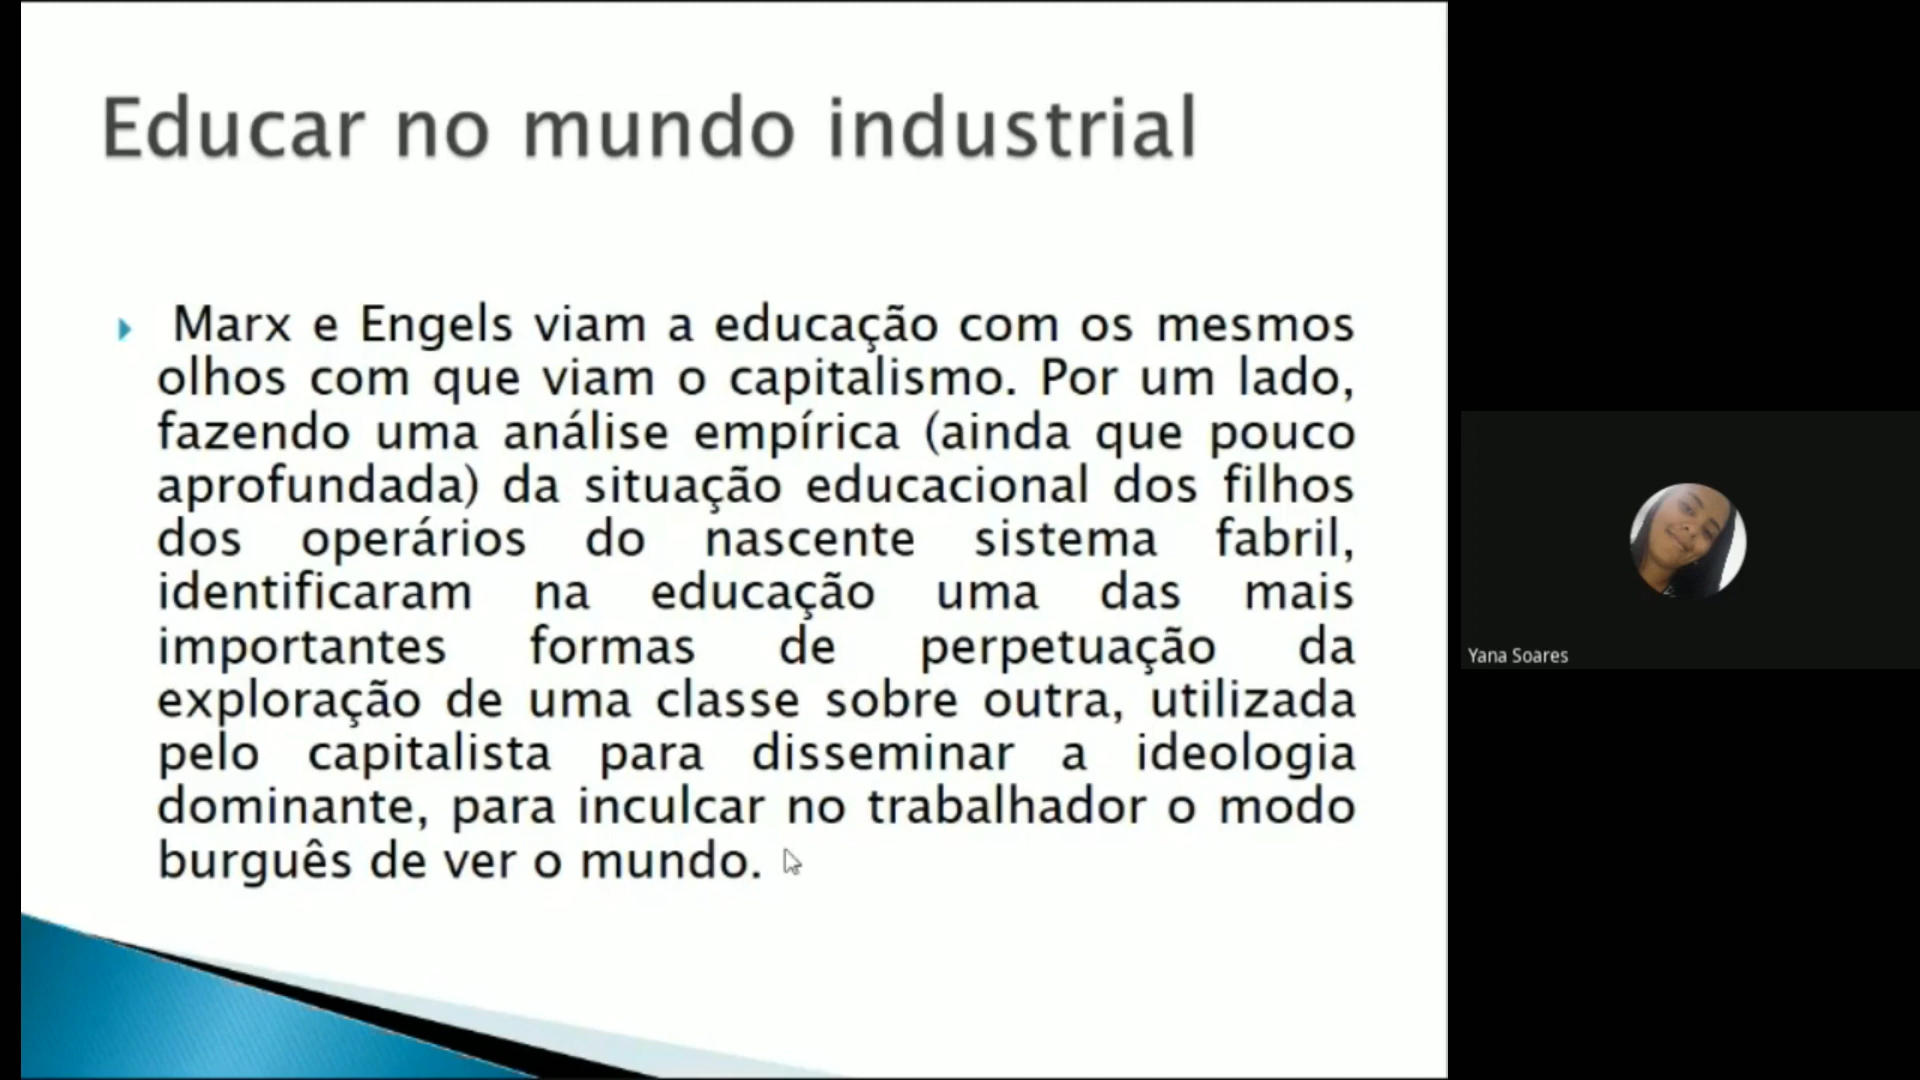 Educar no mundo industrial
Marx e Engels viam a educação com os mesmos
olhos com que viam o capitalismo. Por um lado,
fazendo uma análise empírica (ainda que pouco
aprofundada) da situação educacional dos filhos
dos operários do nascente sistema fabril,
identificaram na educação uma das mais
importantes formas de perpetuação da
exploração de uma classe sobre outra, utilizada
pelo capitalista para disseminar a ideologia
dominante, para inculcar no trabalhador o modo
burguês de ver o mundo.
Yana Soares